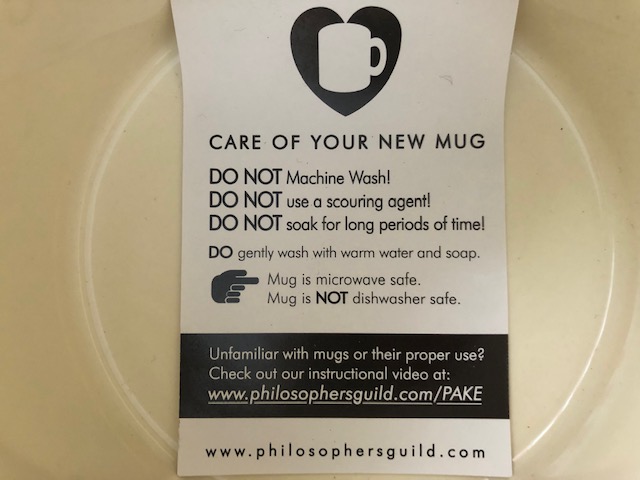 CARE OF YOUR NEW MUG
DO NOT Machine Wash!
DO NOT use a scouring agent!
DO NOT soak for long periods of time!
DO gently wash with warm water and soap.
Mug is microwave safe.
Mug is NOT dishwasher safe.
Unfamiliar with mugs or their proper use?
Check out our instructional video at:
www.philosophersguild.com/PAKE
www.philosophersguild.com